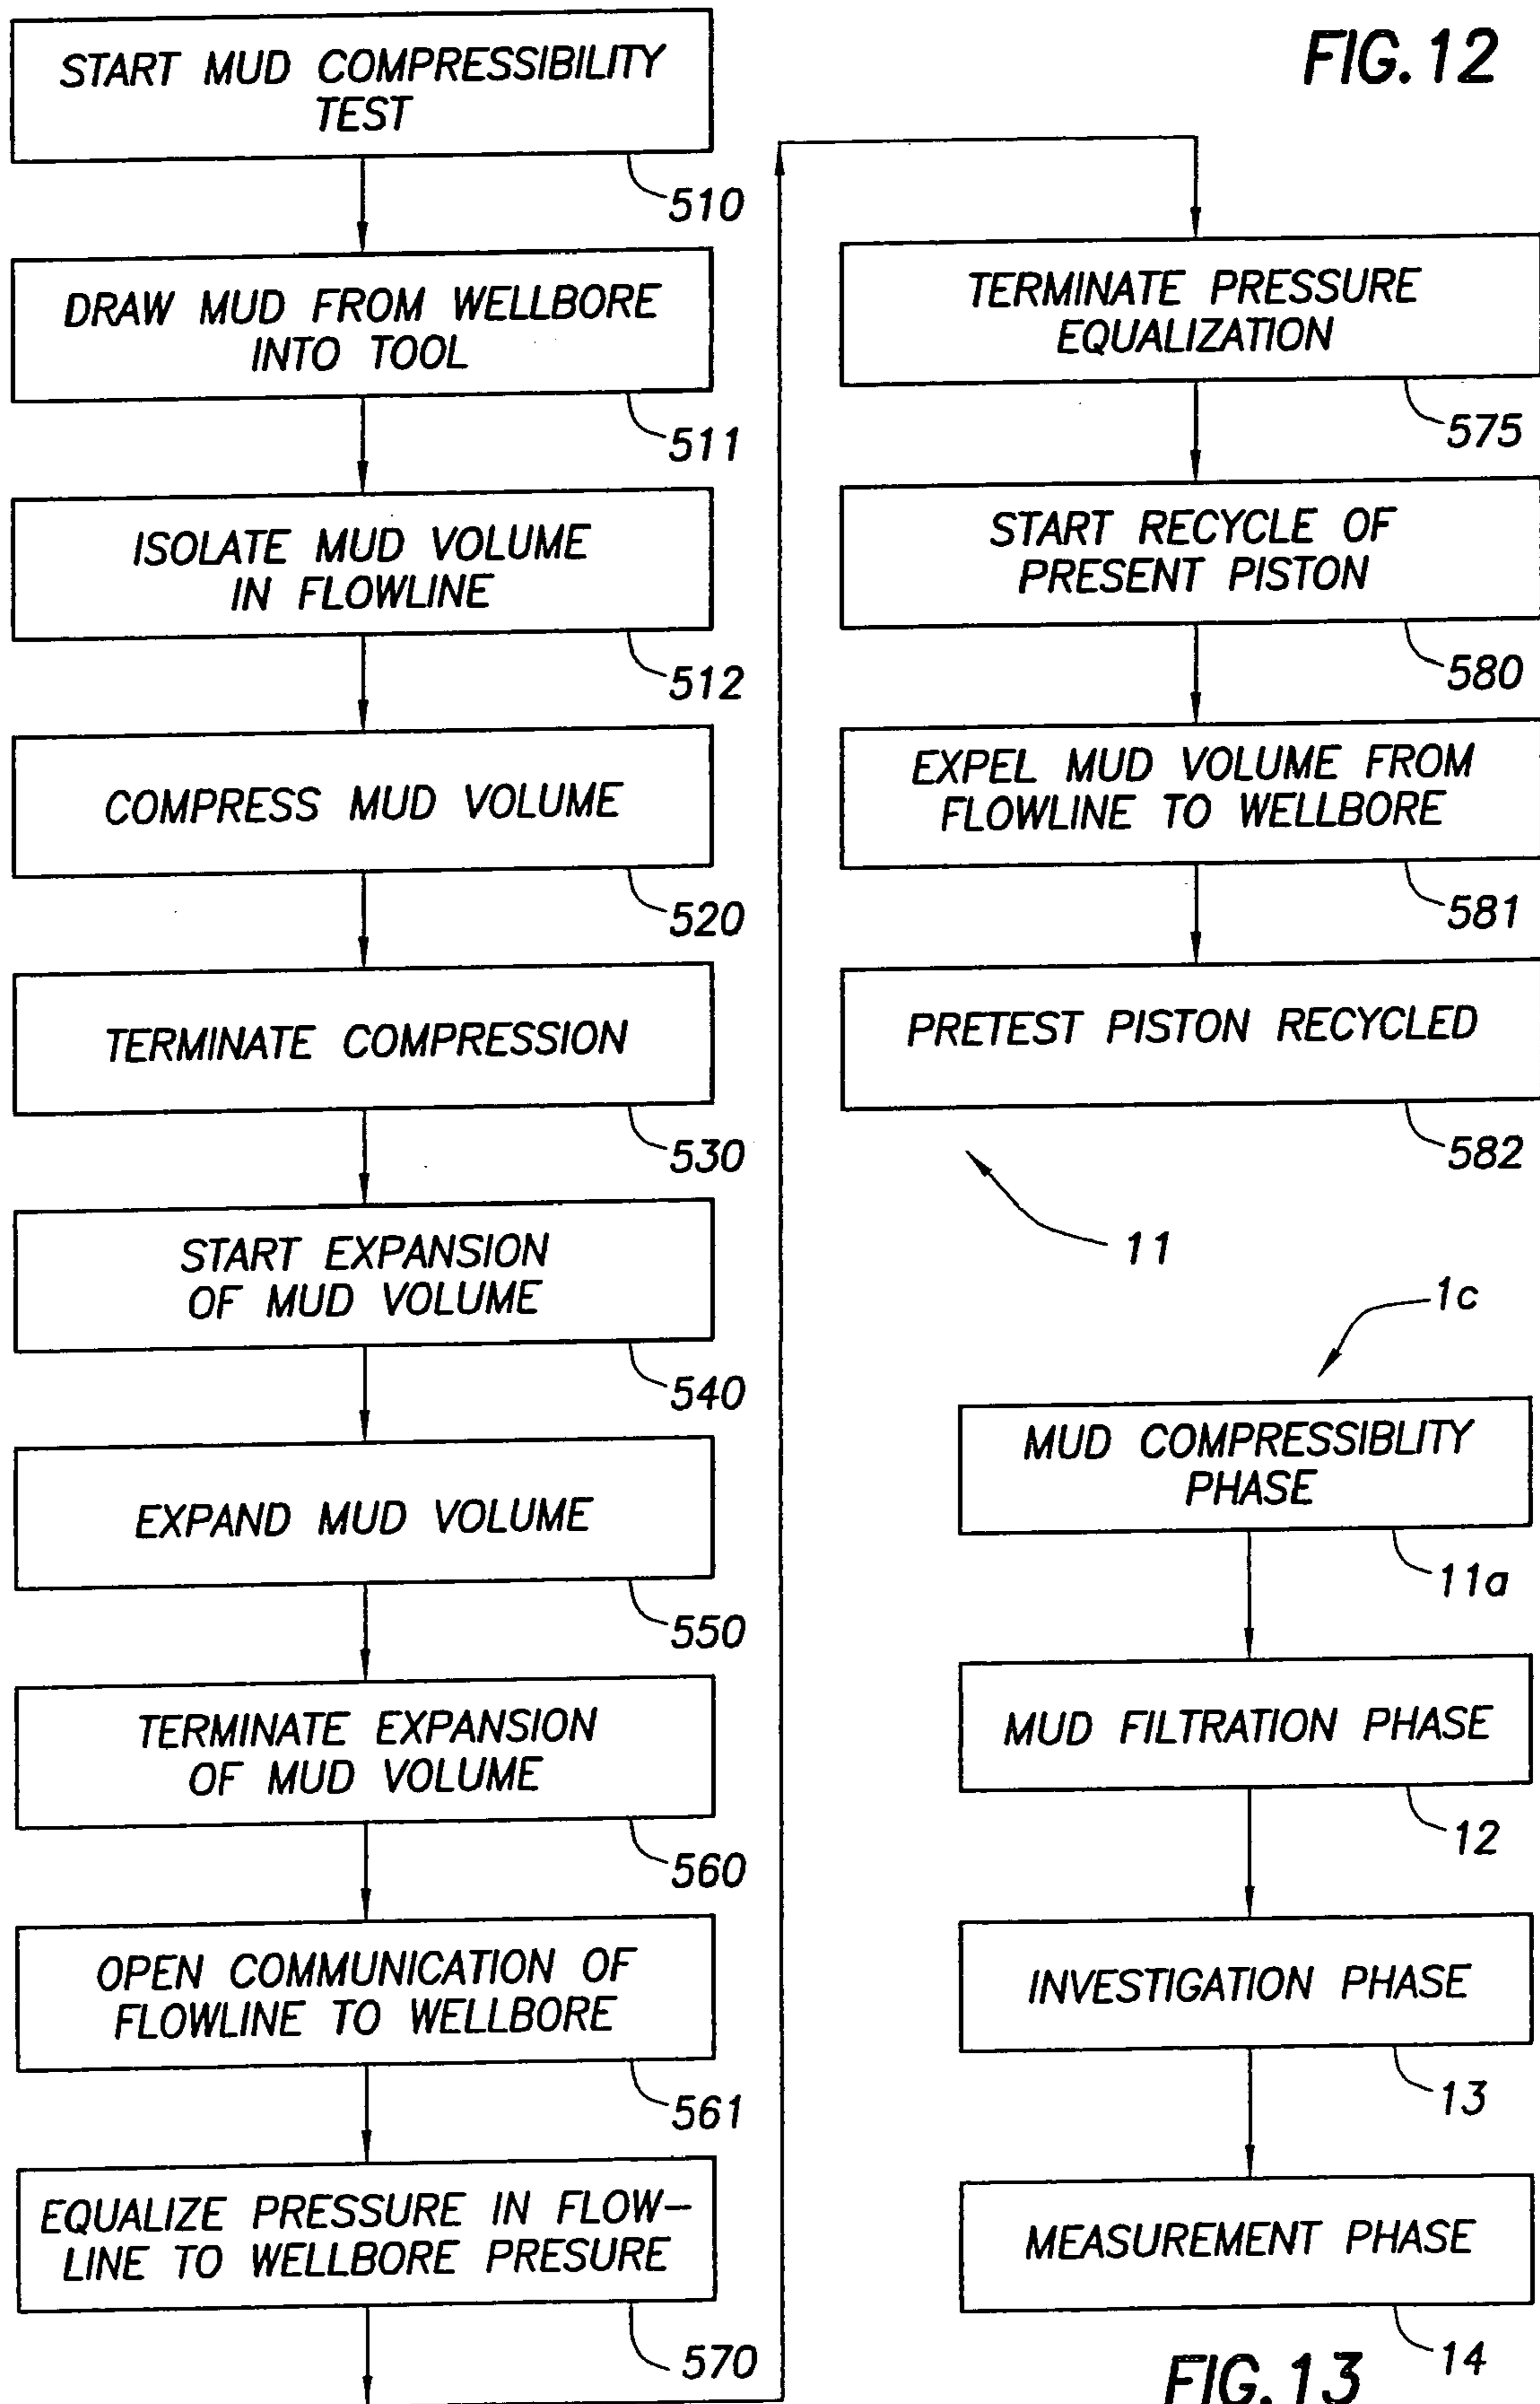 FIG.12
START MUD COMPRESSIBILITY
TEST
510
DRAW MUD FROM WELLBORE
INTO TOOL
511
ISOLATE MUD VOLUME
IN FLOWLINE
512
COMPRESS MUD VOLUME
520
TERMINATE COMPRESSION
530
START EXPANSION
OF MUD VOLUME
540
EXPAND MUD VOLUME
550
TERMINATE EXPANSION
OF MUD VOLUME
560
OPEN COMMUNICATION OF
FLOWLINE TO WELLBORE
561
EQUALIZE PRESSURE IN FLOW-
LINE TO WELLBORE PRESURE
570
TERMINATE PRESSURE
EQUALIZATION
575
START RECYCLE OF
PRESENT PISTON
580
EXPEL MUD VOLUME FROM
FLOWLINE TO WELLBORE
581
PRETEST PISTON RECYCLED
582
11
1c
MUD COMPRESSIBLITY
PHASE
11a
MUD FILTRATION PHASE
12
INVESTIGATION PHASE
13
MEASUREMENT PHASE
14
FIG.13